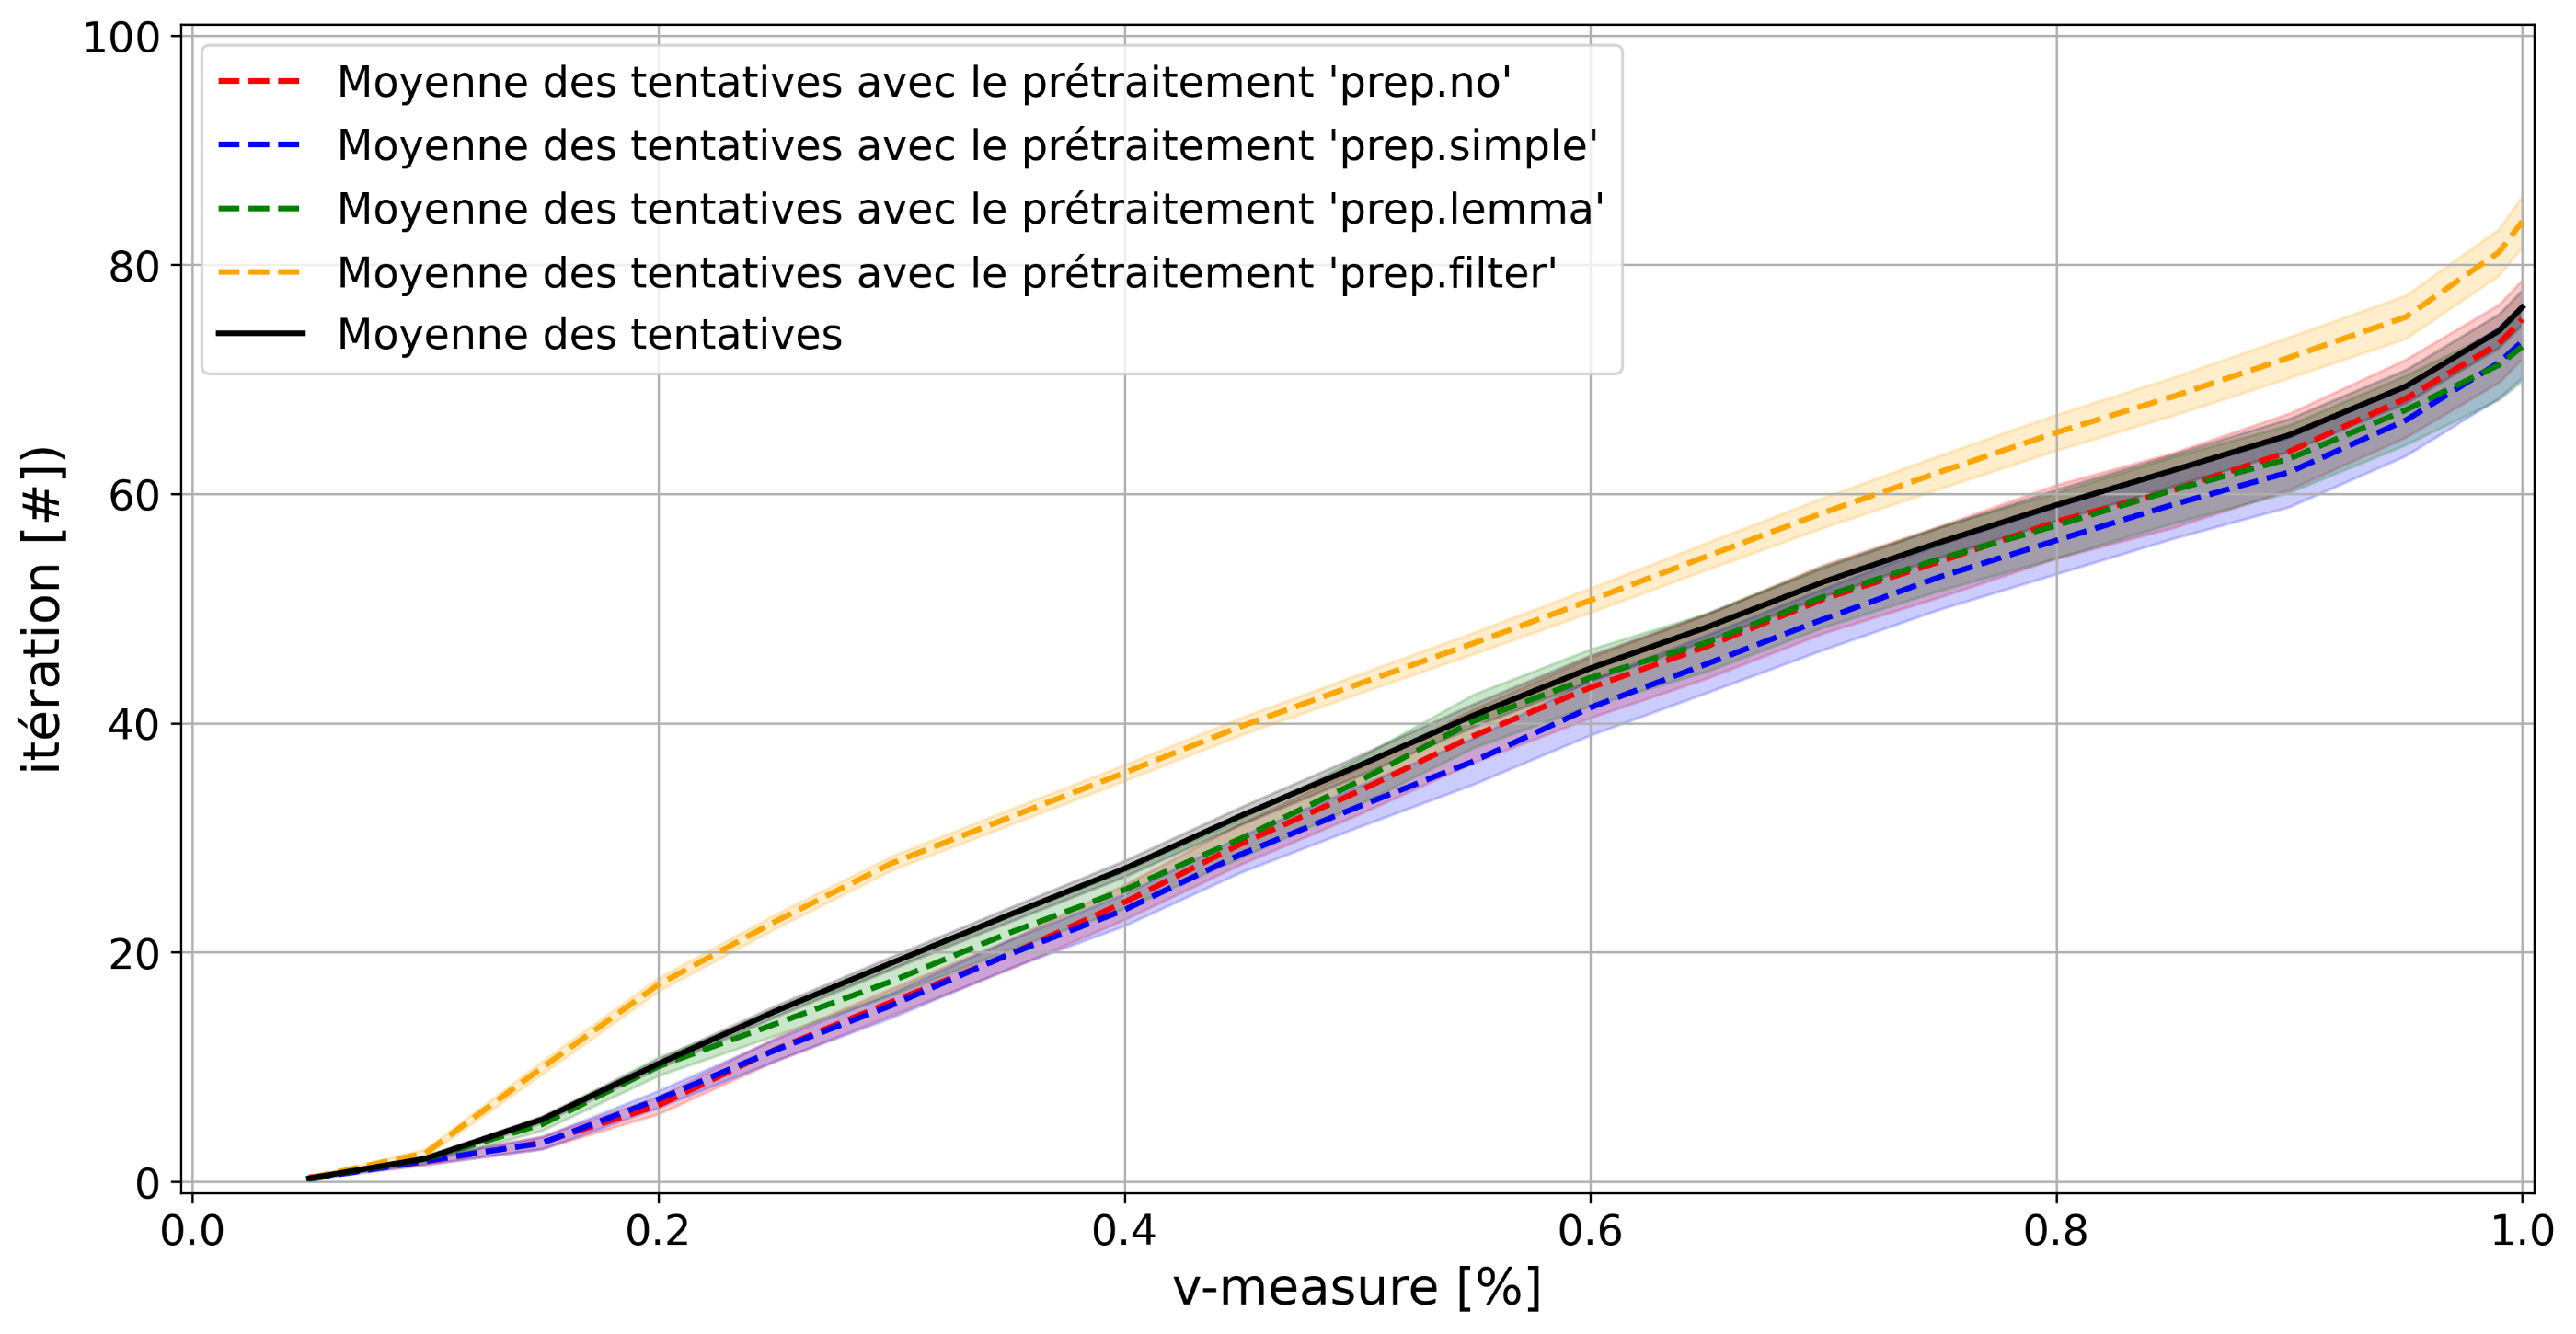 100
80
60
40
20
0
itération [#])
Moyenne des tentatives avec le prétraitement 'prep.no'
Moyenne des tentatives avec le prétraitement 'prep.simple'
Moyenne des tentatives avec le prétraitement 'prep.lemma'
Moyenne des tentatives avec le prétraitement 'prep.filter'
Moyenne des tentatives
0.0 0.2 0.4 0.6 0.8 1.0
v-measure [%]